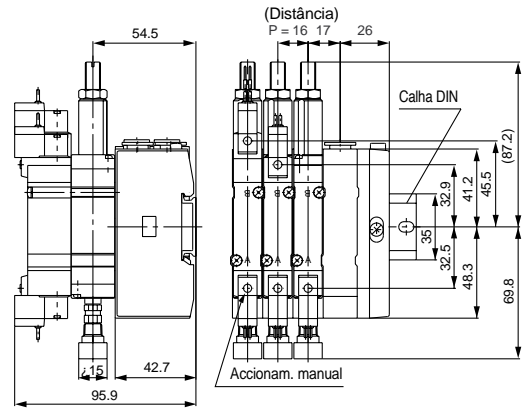 (Distância)
54.5
P = 16 17 26
Calha DIN
(87.2)
45.5
41.2
32.9
35
32.5
48.3
69.8
B B B
A A A
¿15
42.7
Accionam. manual
95.9